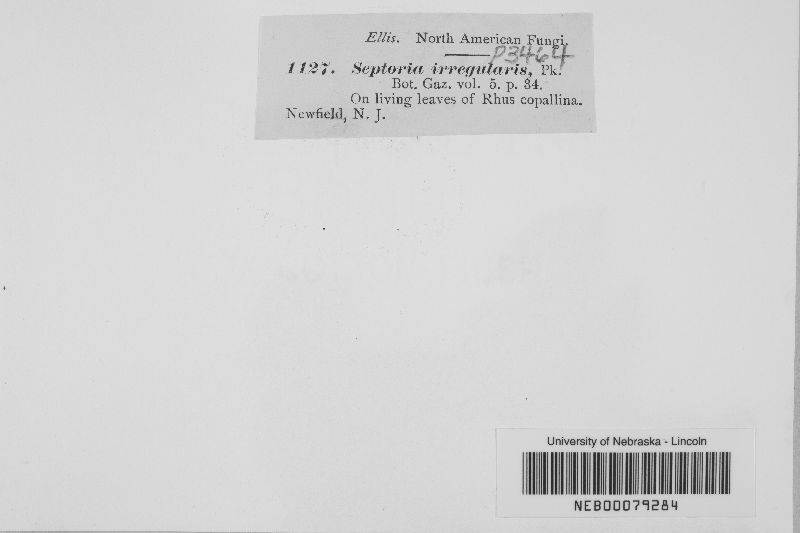 Ellis. North American Fungi.
P3464
1127. Septoria irregularis, Pk.
Bot. Gaz. vol. 5. p. 34.
On living leaves of Rhus copallina.
Newfield, N. J.
University of Nebraska - Lincoln
NEB00079284